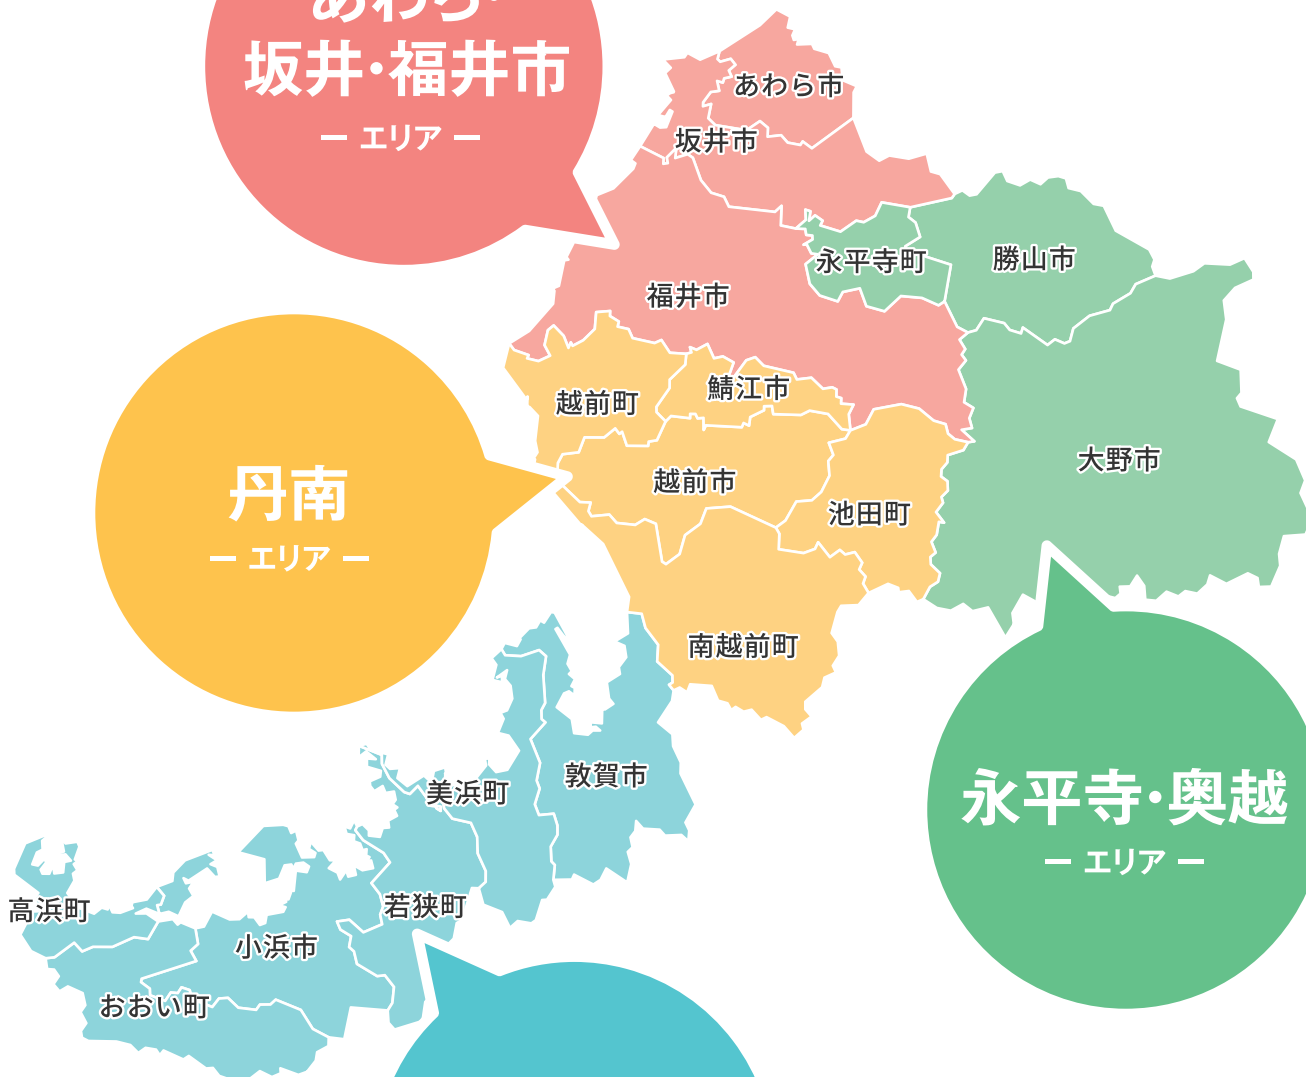 あわら・
坂井・福井市
ー エリア ー
あわら市
坂井市
永平寺町
勝山市
福井市
越前町
鯖江市
大野市
丹南
ー エリア ー
越前市
池田町
南越前町
敦賀市
美浜町
永平寺・奥越
ー エリア ー
若狭町
高浜町
小浜市
おおい町